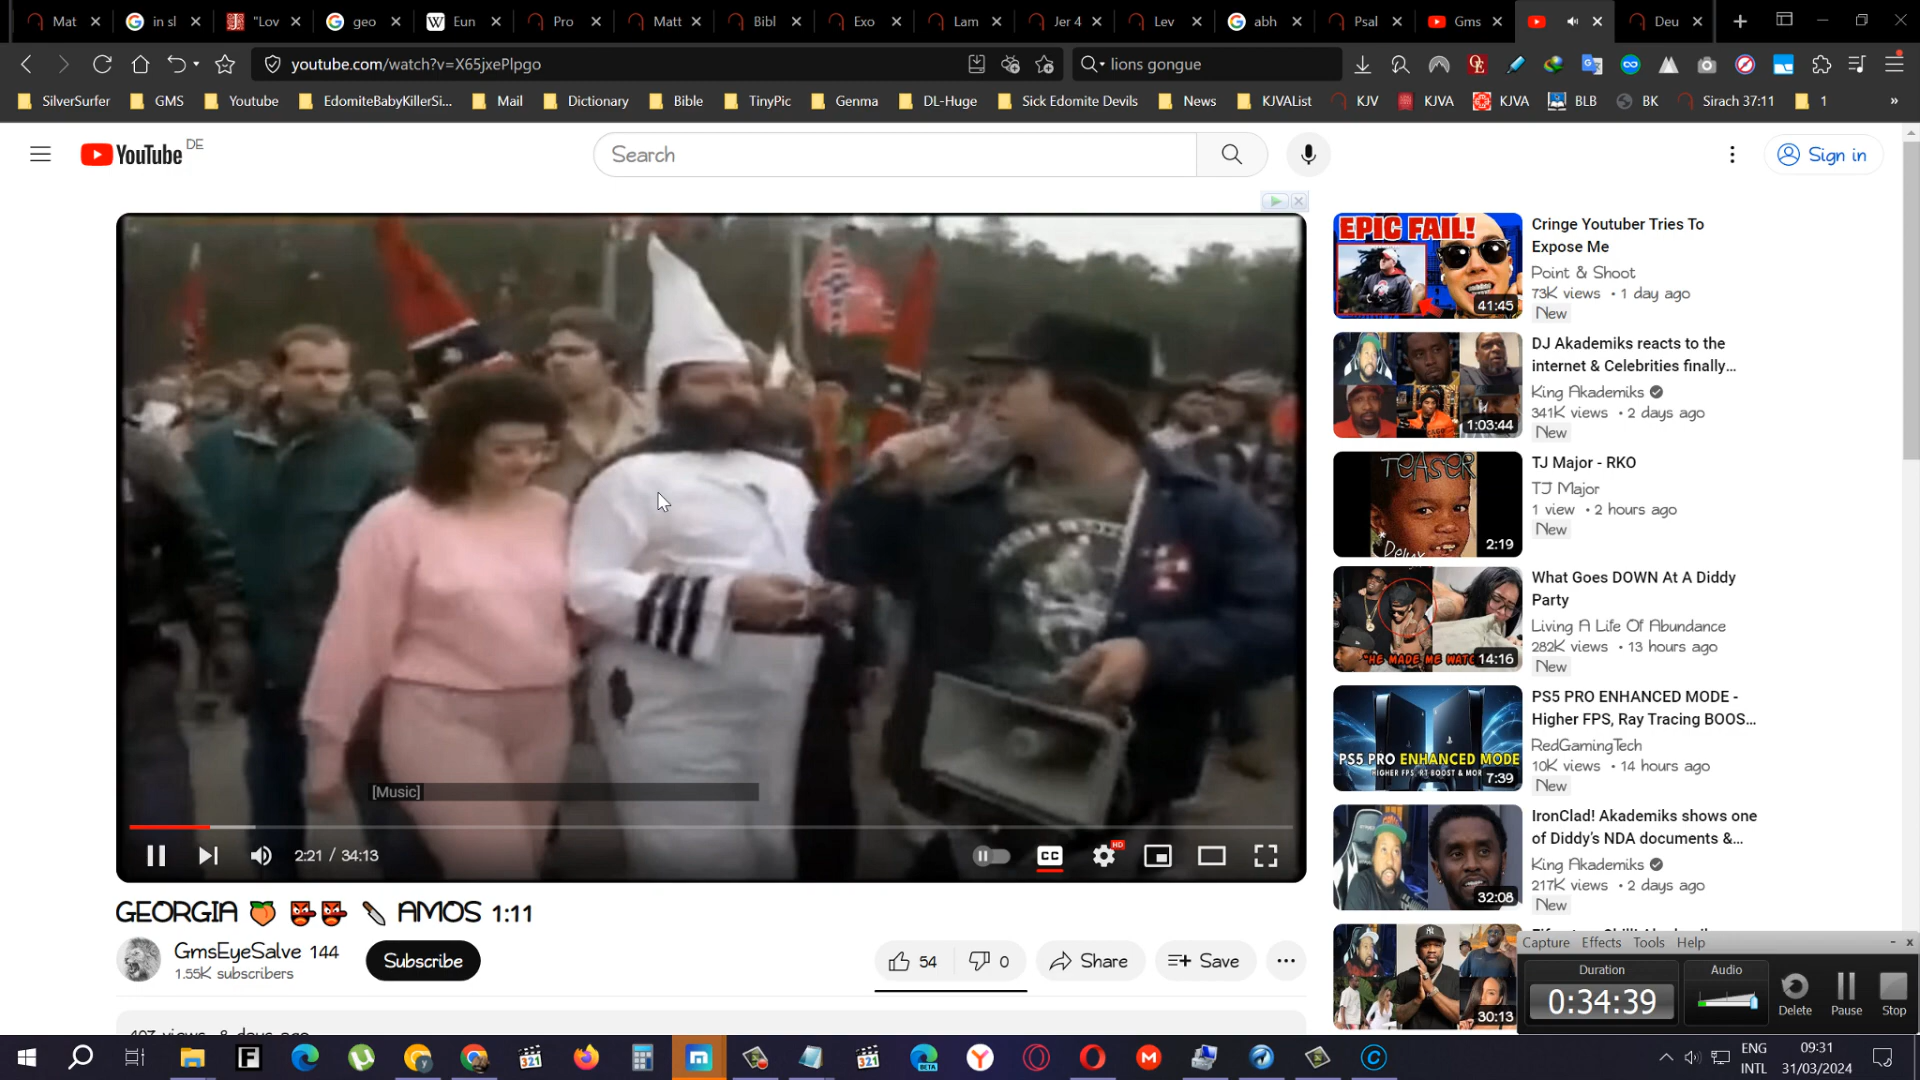 Mat
in sl
"Lov
geo
Eun
Pro
Matt
Bibl
Exo
Lam
Jer 4
Lev
abh
Psal
Gms
Deu
youtube.com/watch?v=X65jxePlpgo
lions gongue
SilverSurfer
GMS
Youtube
EdomiteBabyKillerSi...
Mail
Dictionary
Bible
TinyPic
Genma
DL-Huge
Sick Edomite Devils
News
KJVAList
KJV
KJVA
KJVA
BLB
BK
Sirach 37:11
1
YouTube DE
Search
Sign in
[Music]
2:21 / 34:13
CC
HD
GEORGIA 🍑 👺👺 🔪 AMOS 1:11
GmsEyeSalve 144
1.55K subscribers
Subscribe
54
0
Share
Save
EPIC FAIL!
41:45
Cringe Youtuber Tries To
Expose Me
Point & Shoot
73K views • 1 day ago
New
1:03:44
DJ Akademiks reacts to the
internet & Celebrities finally...
King Akademiks
341K views • 2 days ago
New
TEASER
2:19
TJ Major - RKO
TJ Major
1 view • 2 hours ago
New
14:16
What Goes DOWN At A Diddy
Party
Living A Life Of Abundance
282K views • 13 hours ago
New
PS5 PRO ENHANCED MODE
HIGHER FPS, RT BOOST & MOR
7:39
PS5 PRO ENHANCED MODE -
Higher FPS, Ray Tracing BOOS...
RedGamingTech
10K views • 14 hours ago
New
32:08
IronClad! Akademiks shows one
of Diddy's NDA documents &...
King Akademiks
217K views • 2 days ago
New
30:13
Capture Effects Tools Help
Duration
0:34:39
Audio
Delete
Pause
Stop
ENG
INTL
09:31
31/03/2024